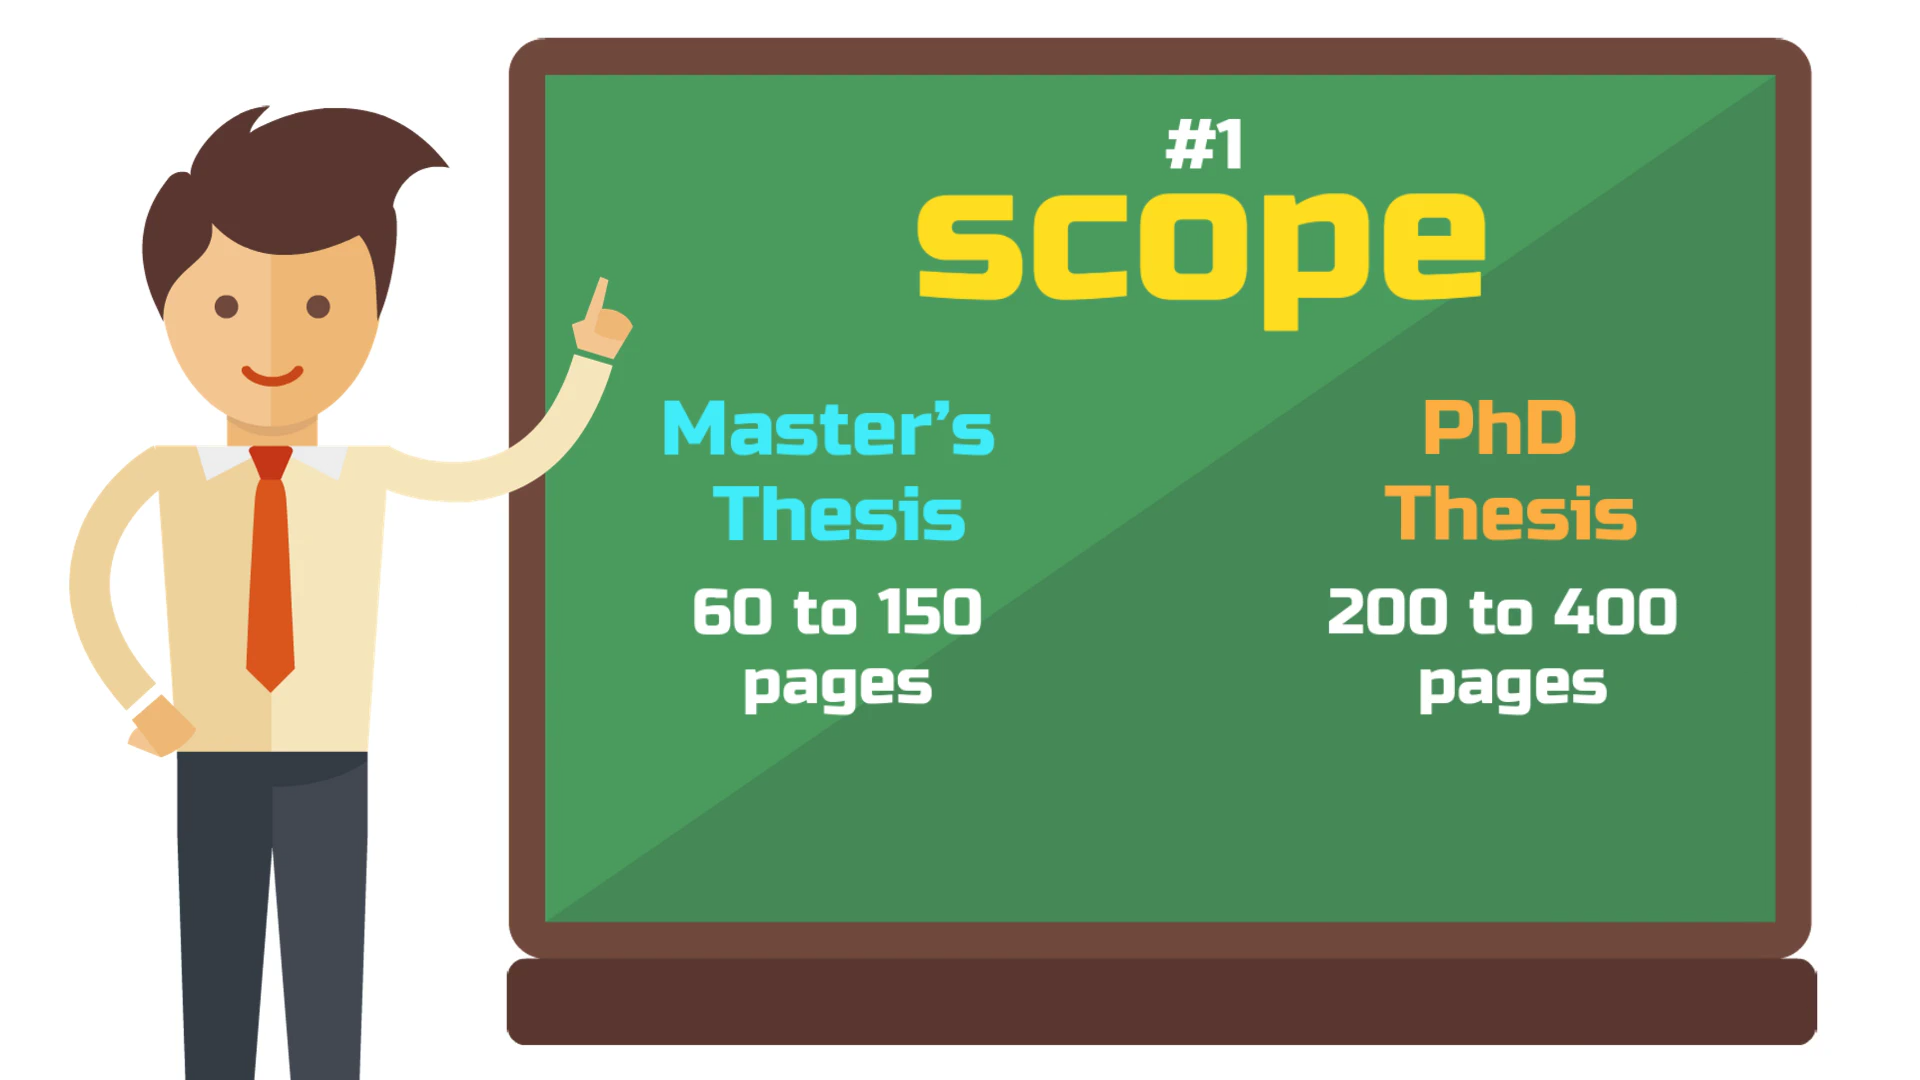 #1
scope
Master’s
Thesis
60 to 150
pages
PhD
Thesis
200 to 400
pages